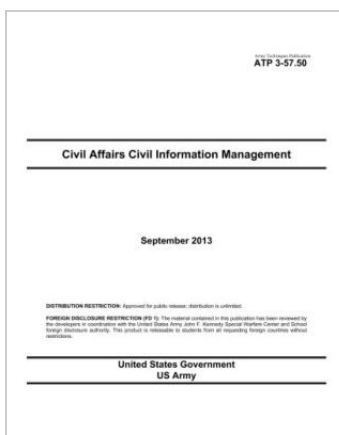 Army Techniques Publication
ATP 3-57.50
Civil Affairs Civil Information Management
September 2013
DISTRIBUTION RESTRICTION: Approved for public release; distribution is unlimited.
FOREIGN DISCLOSURE RESTRICTION (FD 1): The material contained in this publication has been reviewed by
the developers in coordination with the United States Army John F. Kennedy Special Warfare Center and School
foreign disclosure authority. This product is releasable to students from all requesting foreign countries without
restrictions.
United States Government
US Army